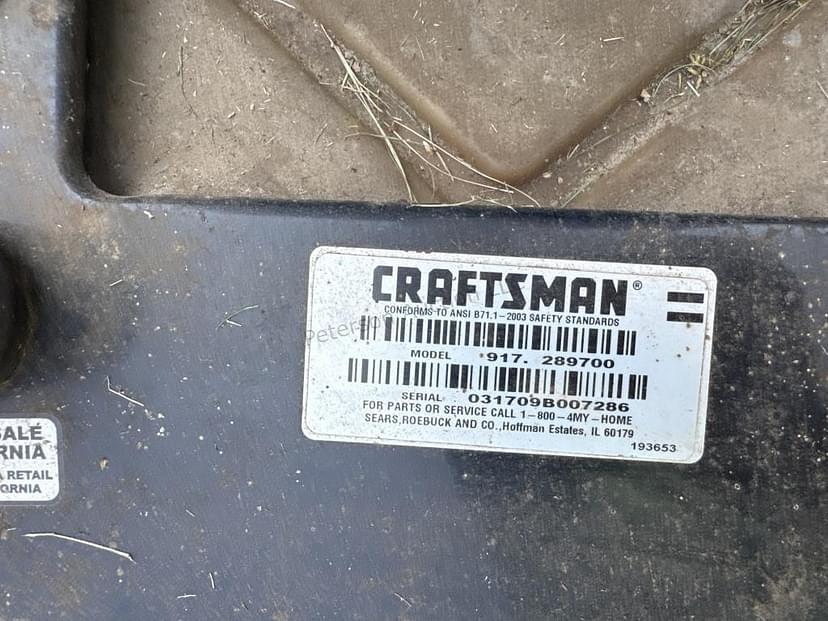 CRAFTSMAN®
CONFORMS TO ANSI B71.1-2003 SAFETY STANDARDS
MODEL 917. 289700
SERIAL 031709B007286
FOR PARTS OR SERVICE CALL 1-800-4MY-HOME
SEARS,ROEBUCK AND CO.,Hoffman Estates, IL 60179
193653
SALE
RNIA
RETAIL
ORNIA